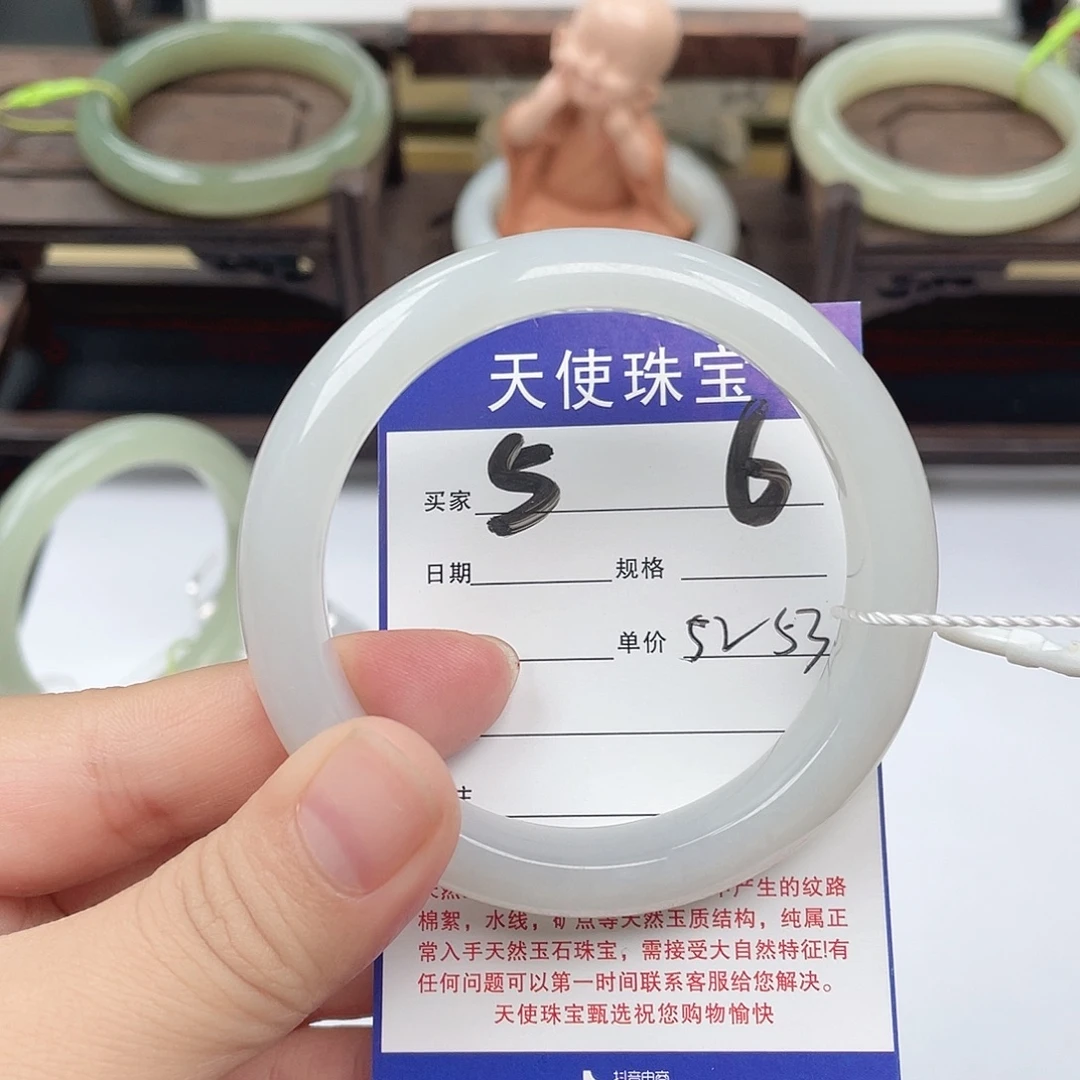 天使珠宝
买家 5 6
日期 规格
单价 52 53
产生的纹路
棉絮，水线，矿点等天然玉质结构，纯属正
常入手天然玉石珠宝，需接受大自然特征!有
任何问题可以第一时间联系客服给您解决。
天使珠宝甄选祝您购物愉快
抖音电商